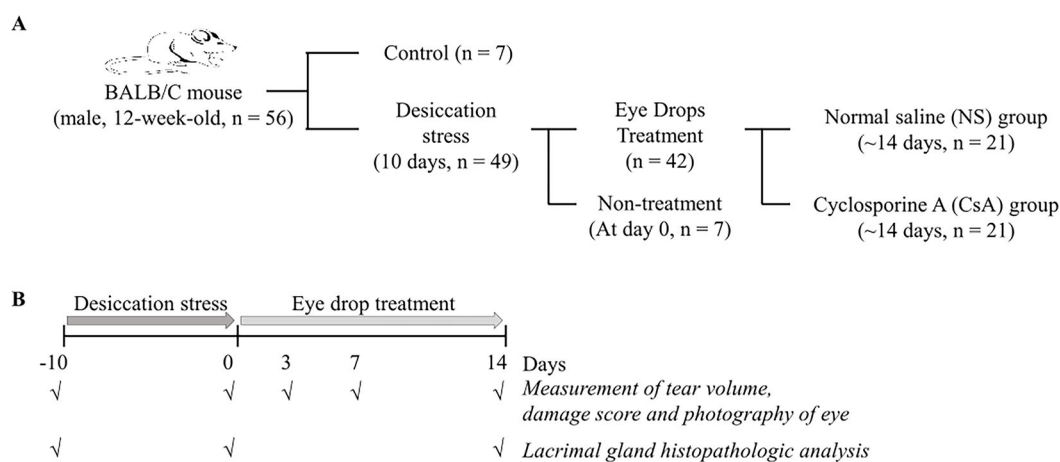 A
BALB/C mouse
(male, 12-week-old, n = 56)
Control (n = 7)
Desiccation
stress
(10 days, n = 49)
Eye Drops
Treatment
(n = 42)
Non-treatment
(At day 0, n = 7)
Normal saline (NS) group
(~14 days, n = 21)
Cyclosporine A (CsA) group
(~14 days, n = 21)
B
Desiccation stress Eye drop treatment
-10 0 3 7 14 Days
√ √ √ √ √ Measurement of tear volume,
damage score and photography of eye
√ √ √ Lacrimal gland histopathologic analysis